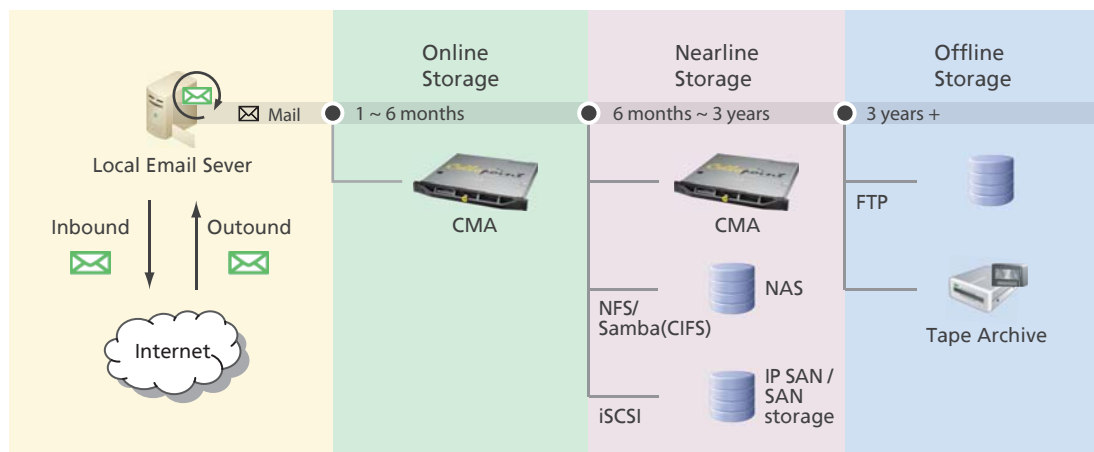 Online
Storage
Nearline
Storage
Offline
Storage
Mail
1 ~ 6 months
6 months ~ 3 years
3 years +
Local Email Sever
Inbound
Outound
Internet
CMA
CMA
NFS/
Samba(CIFS)
NAS
iSCSI
IP SAN /
SAN
storage
FTP
Tape Archive